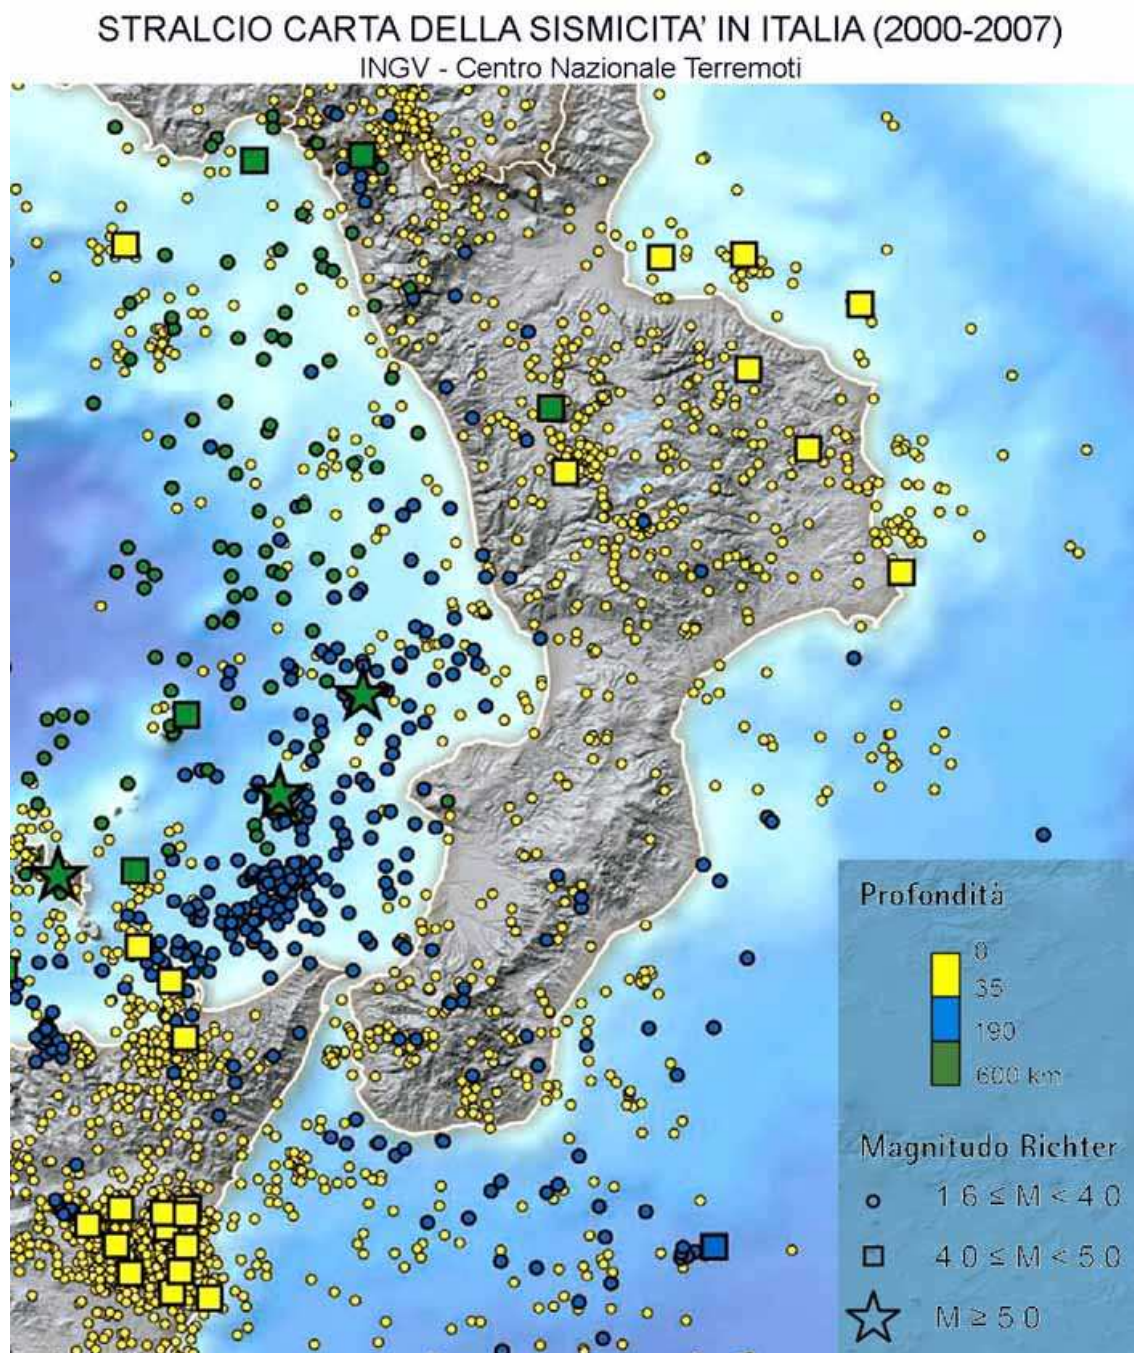 STRALCIO CARTA DELLA SISMICITA' IN ITALIA (2000-2007)
INGV - Centro Nazionale Terremoti
Profondità
0
35
190
600 km
Magnitudo Richter
1.6 ≤ M < 4.0
4.0 ≤ M < 5.0
M ≥ 5.0